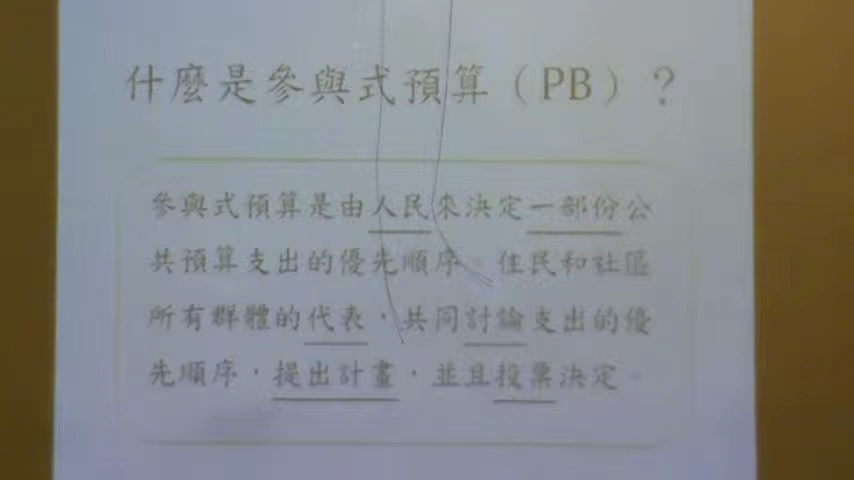 什麼是參與式預算（PB）？
參與式預算是由人民來決定一部份公
共預算支出的優先順序。住民和社區
所有群體的代表，共同討論支出的優
先順序，提出計畫，並且投票決定。